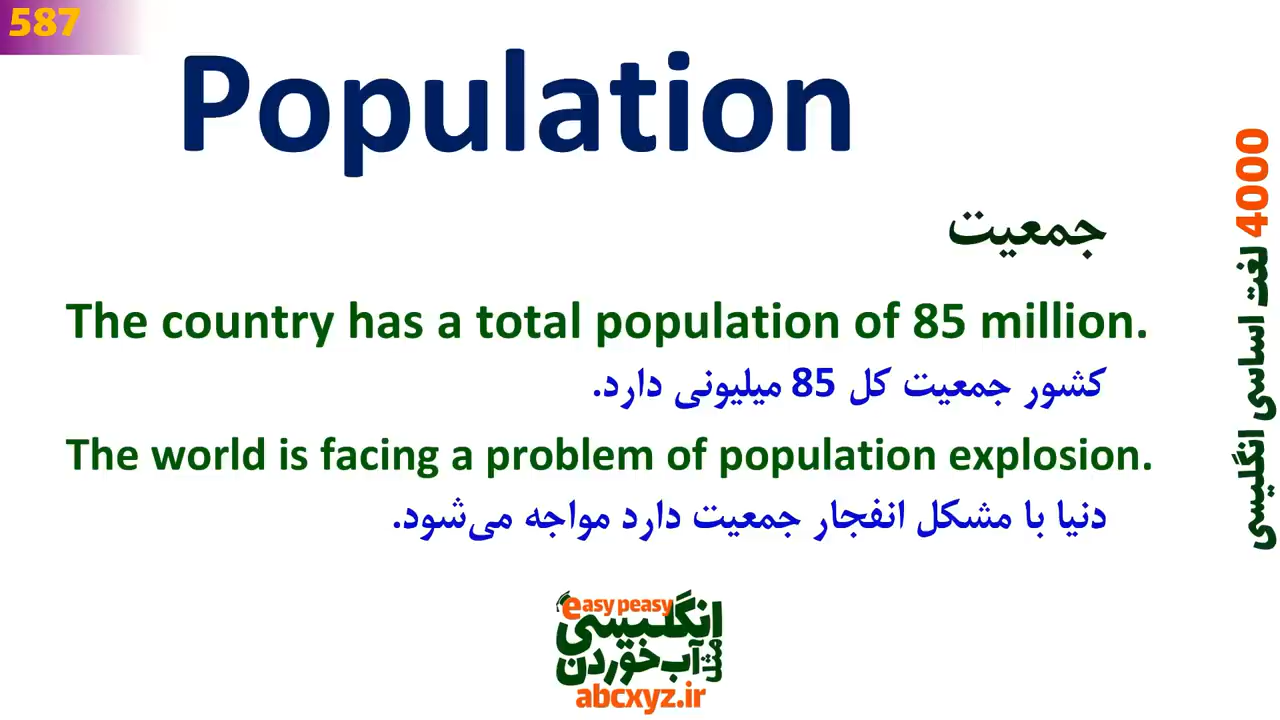 587
Population
جمعیت
The country has a total population of 85 million.
کشور جمعیت کل 85 میلیونی دارد.
The world is facing a problem of population explosion.
دنیا با مشکل انفجار جمعیت دارد مواجه می‌شود.
4000 لغت اساسی انگلیسی
easy peasy
انگلیسی
مثل آب خوردن
abcxyz.ir